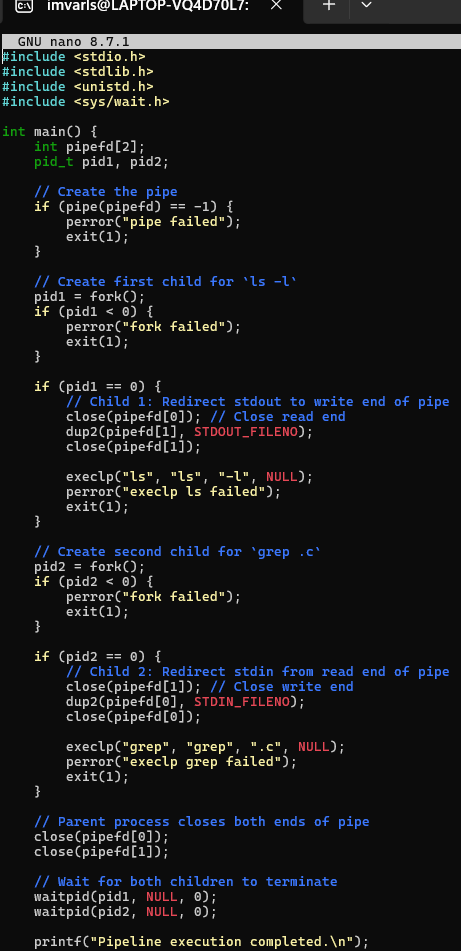 imvarls@LAPTOP-VQ4D70L7:
GNU nano 8.7.1
#include <stdio.h>
#include <stdlib.h>
#include <unistd.h>
#include <sys/wait.h>

int main() {
    int pipefd[2];
    pid_t pid1, pid2;

    // Create the pipe
    if (pipe(pipefd) == -1) {
        perror("pipe failed");
        exit(1);
    }

    // Create first child for `ls -l`
    pid1 = fork();
    if (pid1 < 0) {
        perror("fork failed");
        exit(1);
    }

    if (pid1 == 0) {
        // Child 1: Redirect stdout to write end of pipe
        close(pipefd[0]); // Close read end
        dup2(pipefd[1], STDOUT_FILENO);
        close(pipefd[1]);

        execlp("ls", "ls", "-l", NULL);
        perror("execlp ls failed");
        exit(1);
    }

    // Create second child for `grep .c`
    pid2 = fork();
    if (pid2 < 0) {
        perror("fork failed");
        exit(1);
    }

    if (pid2 == 0) {
        // Child 2: Redirect stdin from read end of pipe
        close(pipefd[1]); // Close write end
        dup2(pipefd[0], STDIN_FILENO);
        close(pipefd[0]);

        execlp("grep", "grep", ".c", NULL);
        perror("execlp grep failed");
        exit(1);
    }

    // Parent process closes both ends of pipe
    close(pipefd[0]);
    close(pipefd[1]);

    // Wait for both children to terminate
    waitpid(pid1, NULL, 0);
    waitpid(pid2, NULL, 0);

    printf("Pipeline execution completed.\n");